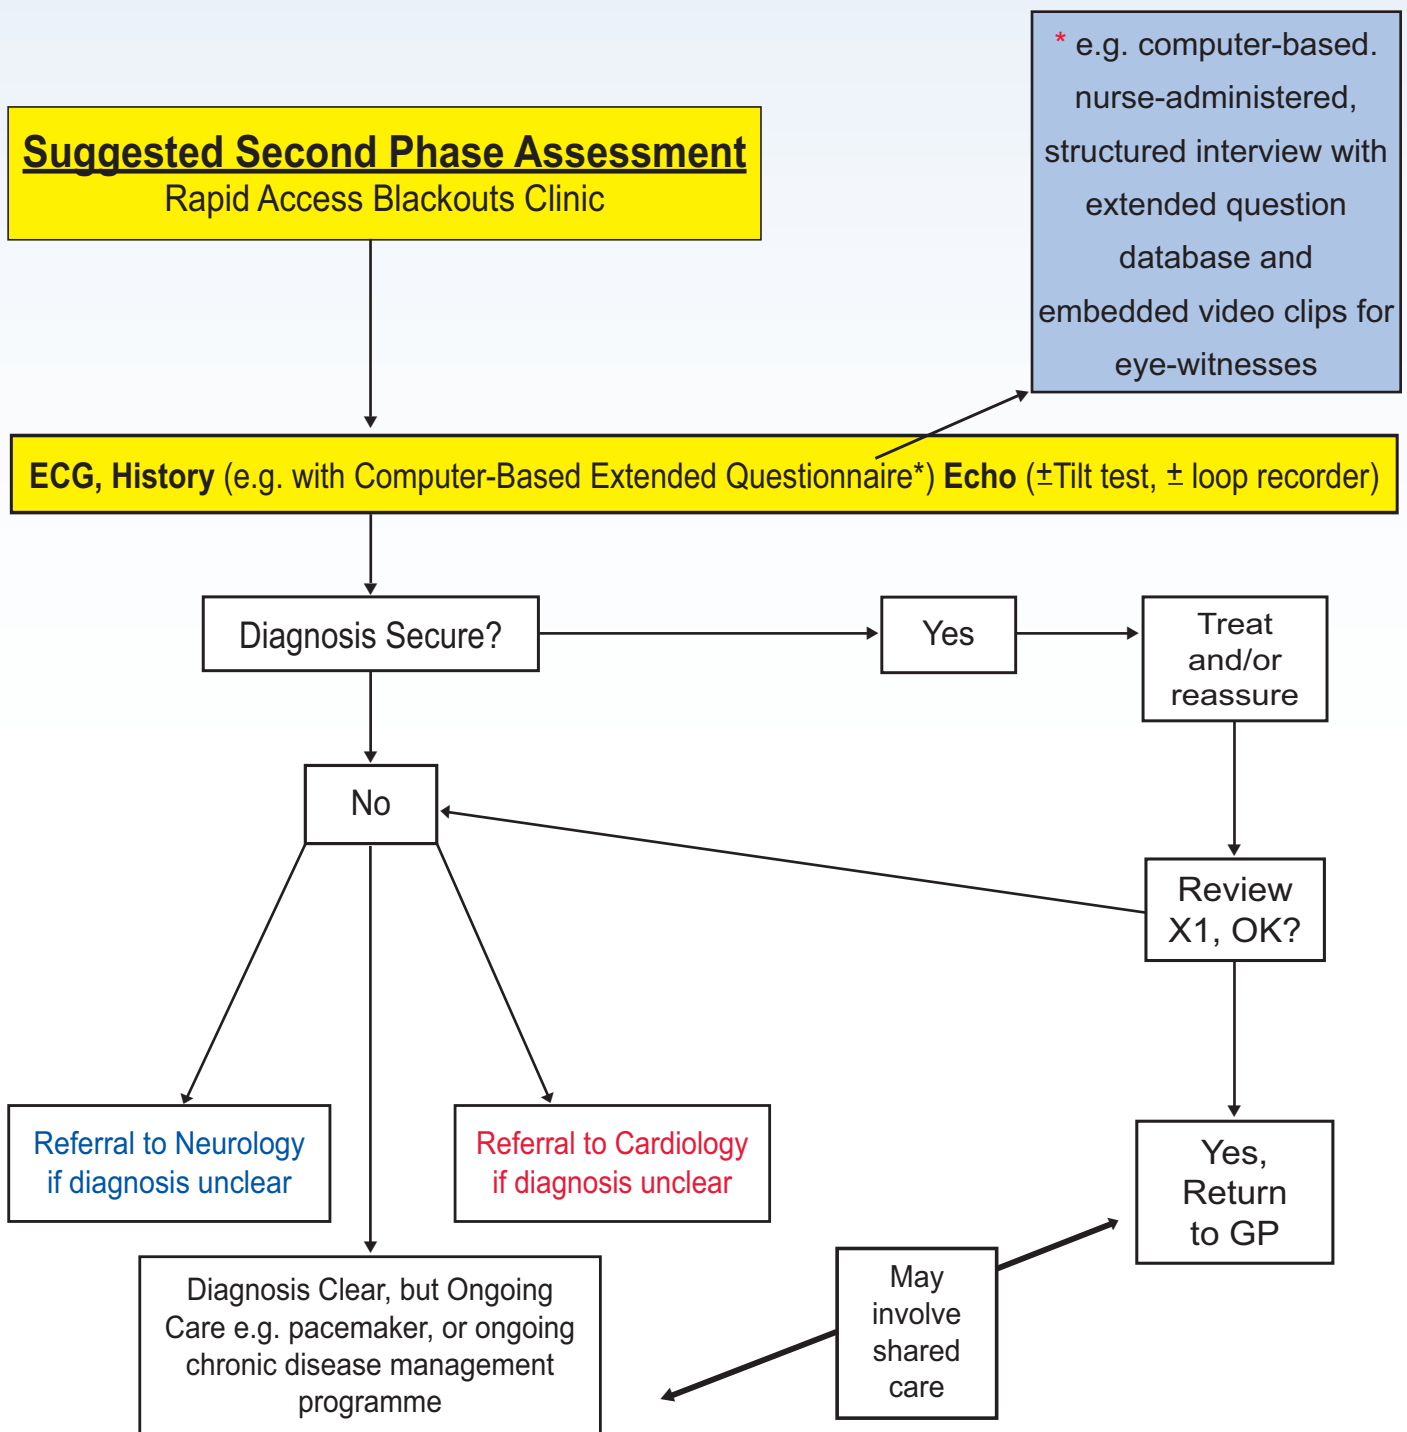 Suggested Second Phase Assessment
Rapid Access Blackouts Clinic
* e.g. computer-based.
nurse-administered,
structured interview with
extended question
database and
embedded video clips for
eye-witnesses
ECG, History (e.g. with Computer-Based Extended Questionnaire*) Echo (±Tilt test, ± loop recorder)
Diagnosis Secure?
Yes
Treat
and/or
reassure
No
Review
X1, OK?
Referral to Neurology
if diagnosis unclear
Referral to Cardiology
if diagnosis unclear
Yes,
Return
to GP
Diagnosis Clear, but Ongoing
Care e.g. pacemaker, or ongoing
chronic disease management
programme
May
involve
shared
care